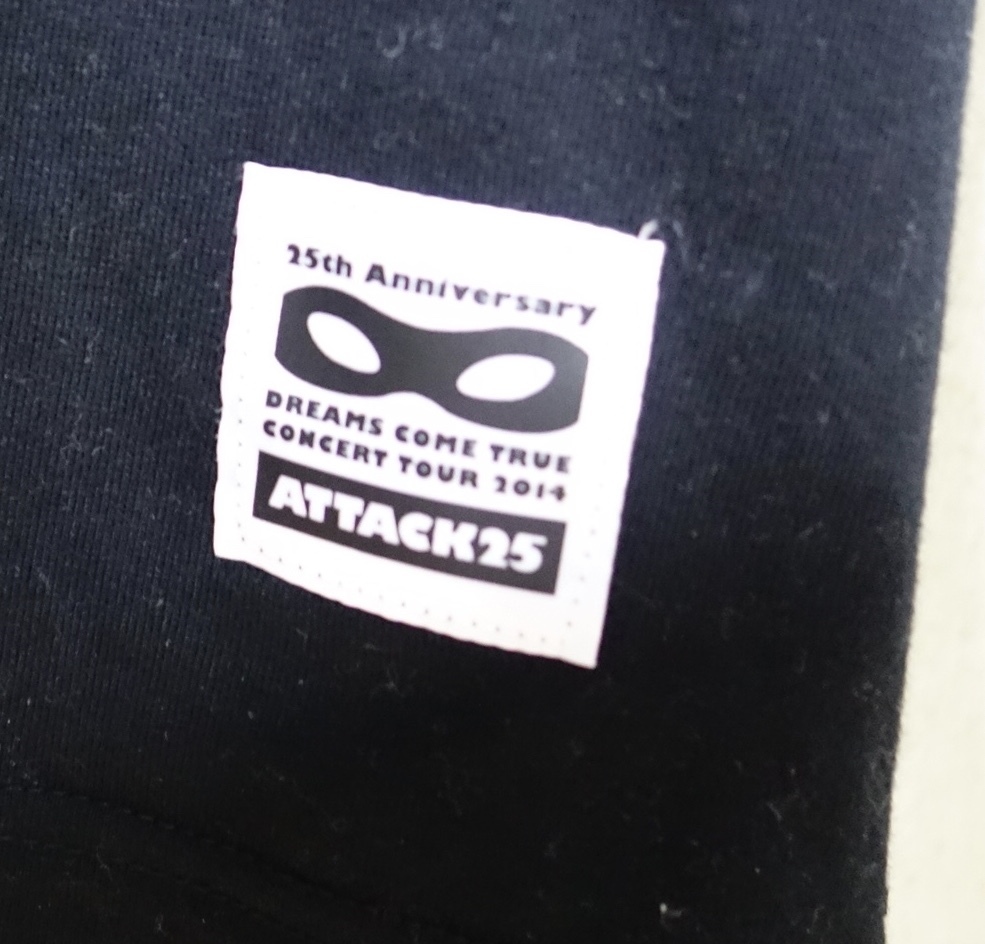 25th Anniversary
DREAMS COME TRUE
CONCERT TOUR 2014
ATTACK25